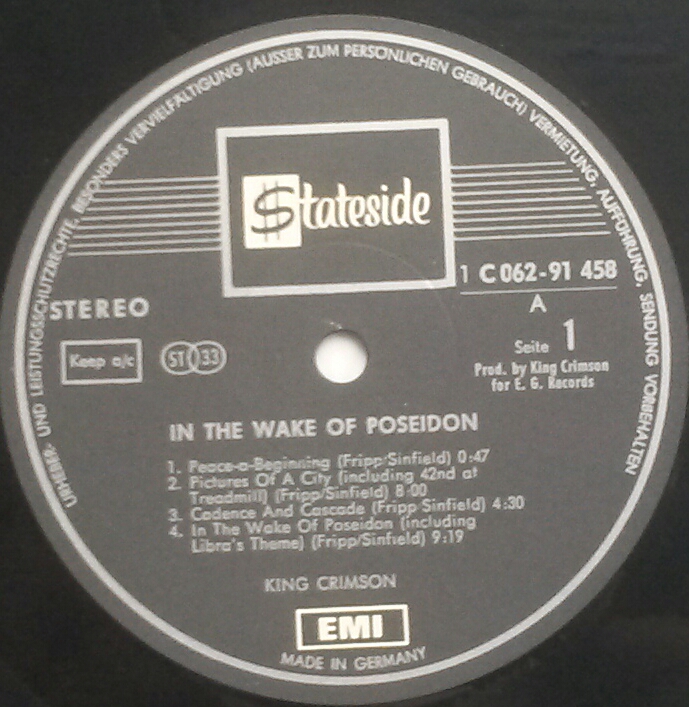 URHEBER- UND LEISTUNGSSCHUTZRECHTE, BESONDERS VERVIELFÄLTIGUNG (AUSSER ZUM PERSÖNLICHEN GEBRAUCH) VERMIETUNG, AUFFÜHRUNG, SENDUNG VORBEHALTEN
$tateside
1 C 062-91 458
A
STEREO
Seite 1
Keep a/c
ST 33
Prod. by King Crimson
for E. G. Records
IN THE WAKE OF POSEIDON
1. Peace-a-Beginning (Fripp/Sinfield) 0:47
2. Pictures Of A City (including 42nd at
Treadmill) (Fripp/Sinfield) 8:00
3. Cadence And Cascade (Fripp Sinfield) 4:30
4. In The Wake Of Poseidon (including
Libra's Theme) (Fripp/Sinfield) 9:19
KING CRIMSON
EMI
MADE IN GERMANY